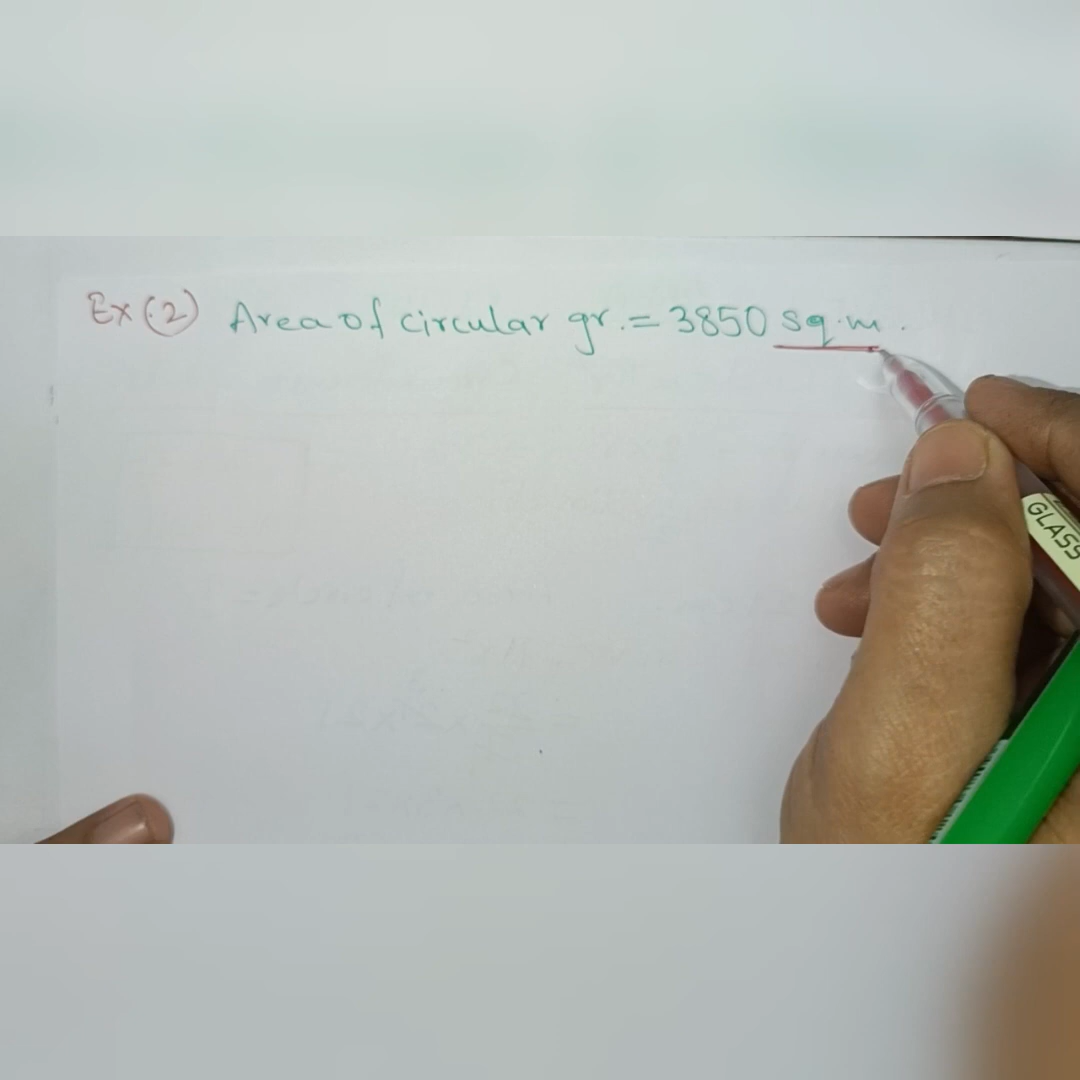 Ex (.2) Area of circular gr. = 3850 sq.m.
GLASS